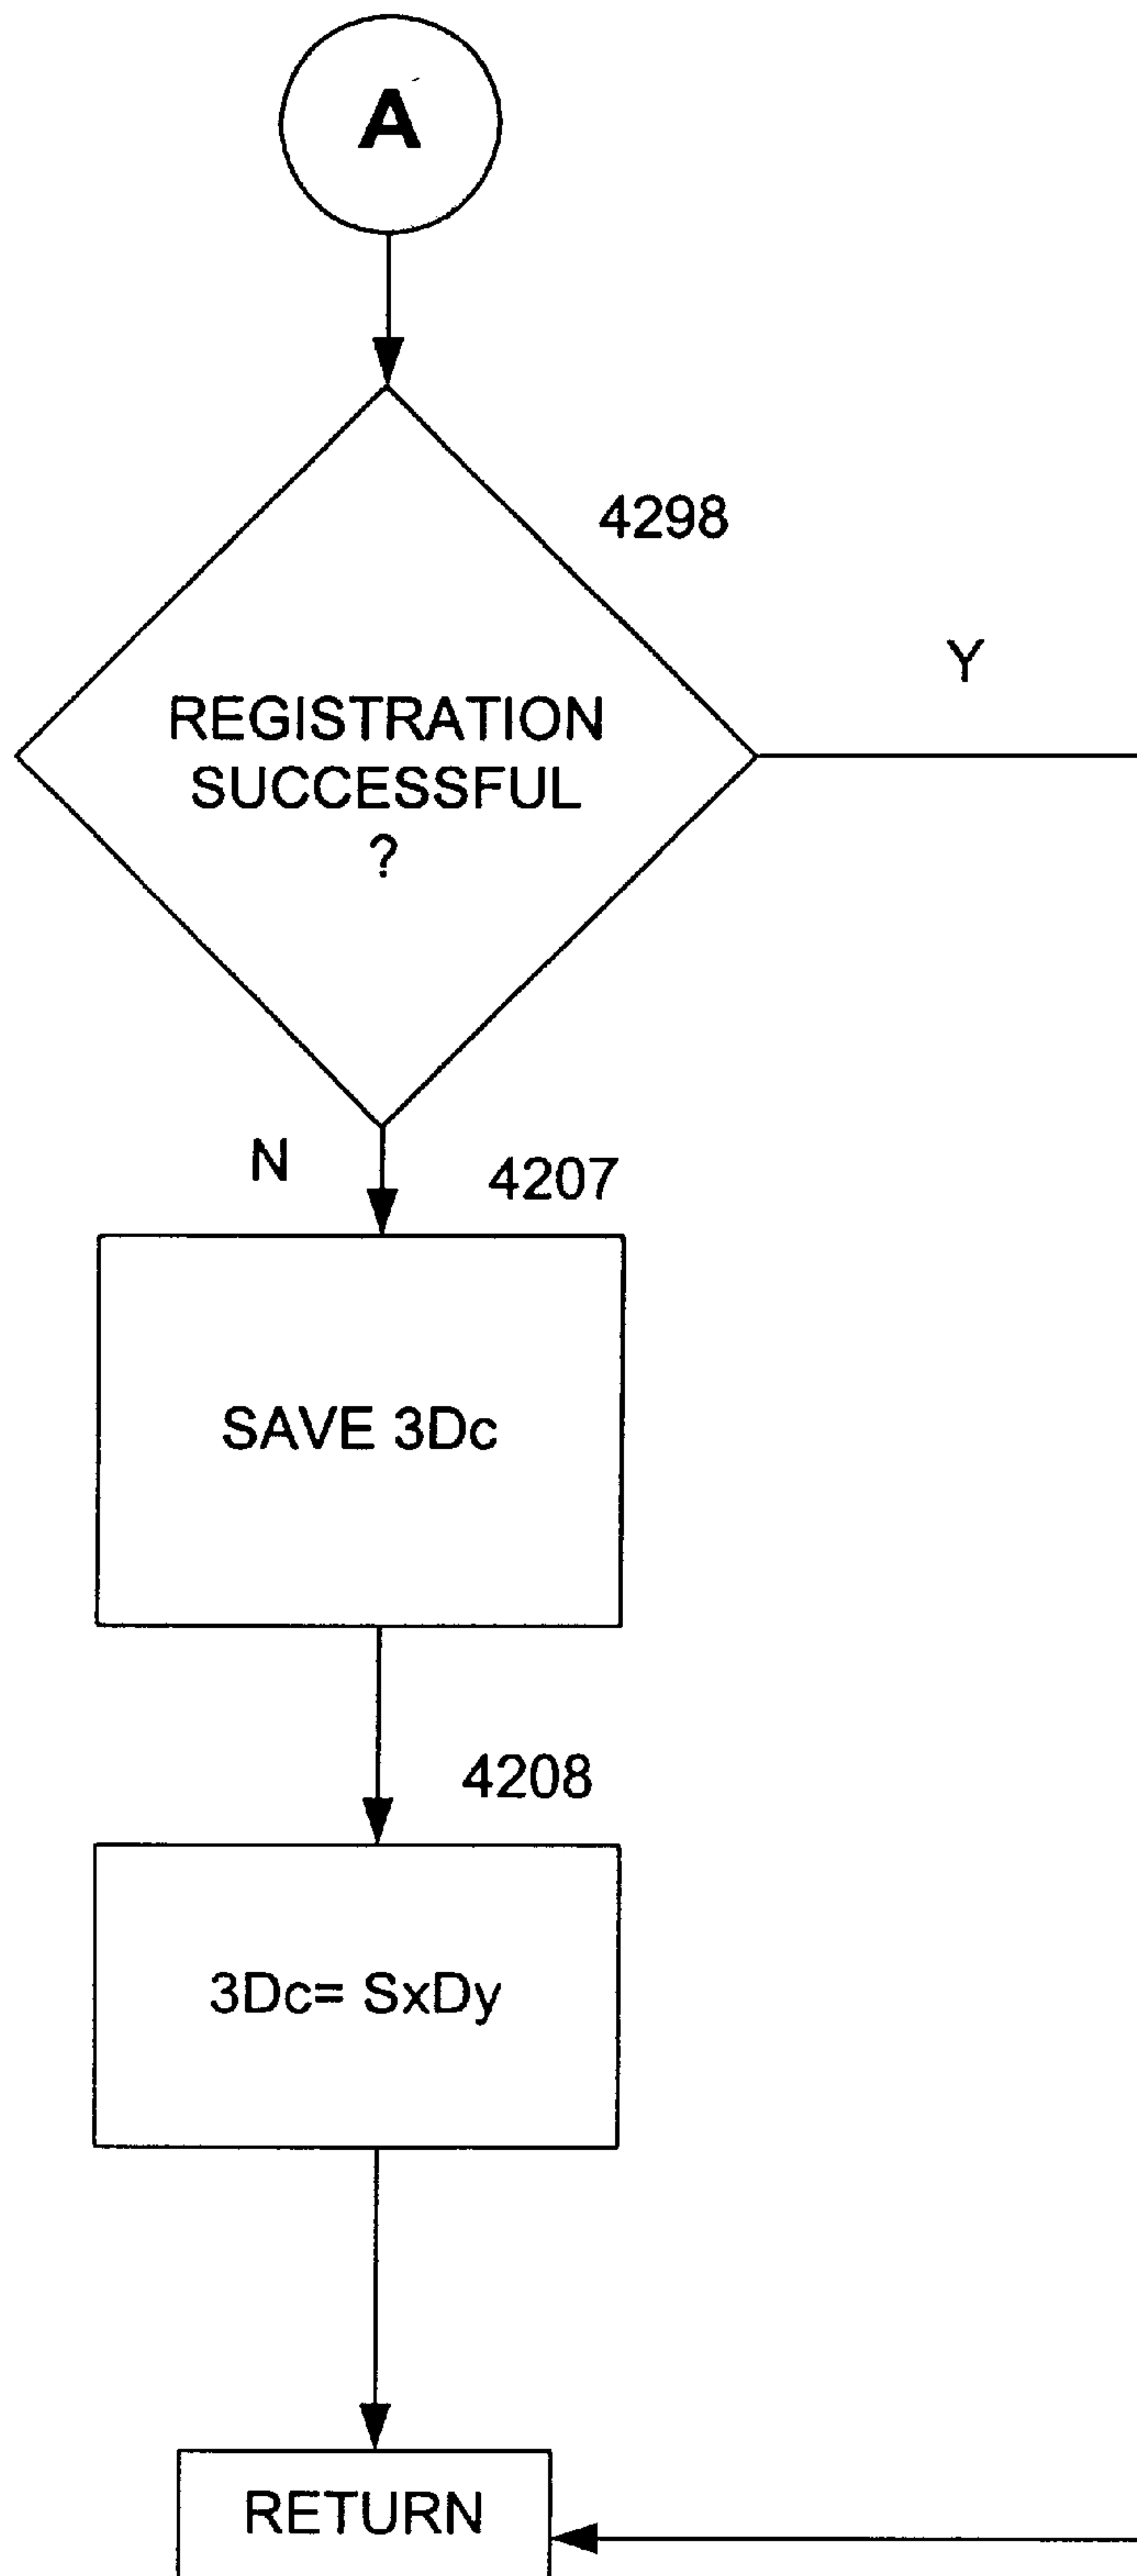 A
4298
Y
REGISTRATION
SUCCESSFUL
?
N
4207
SAVE 3Dc
4208
3Dc= SxDy
RETURN